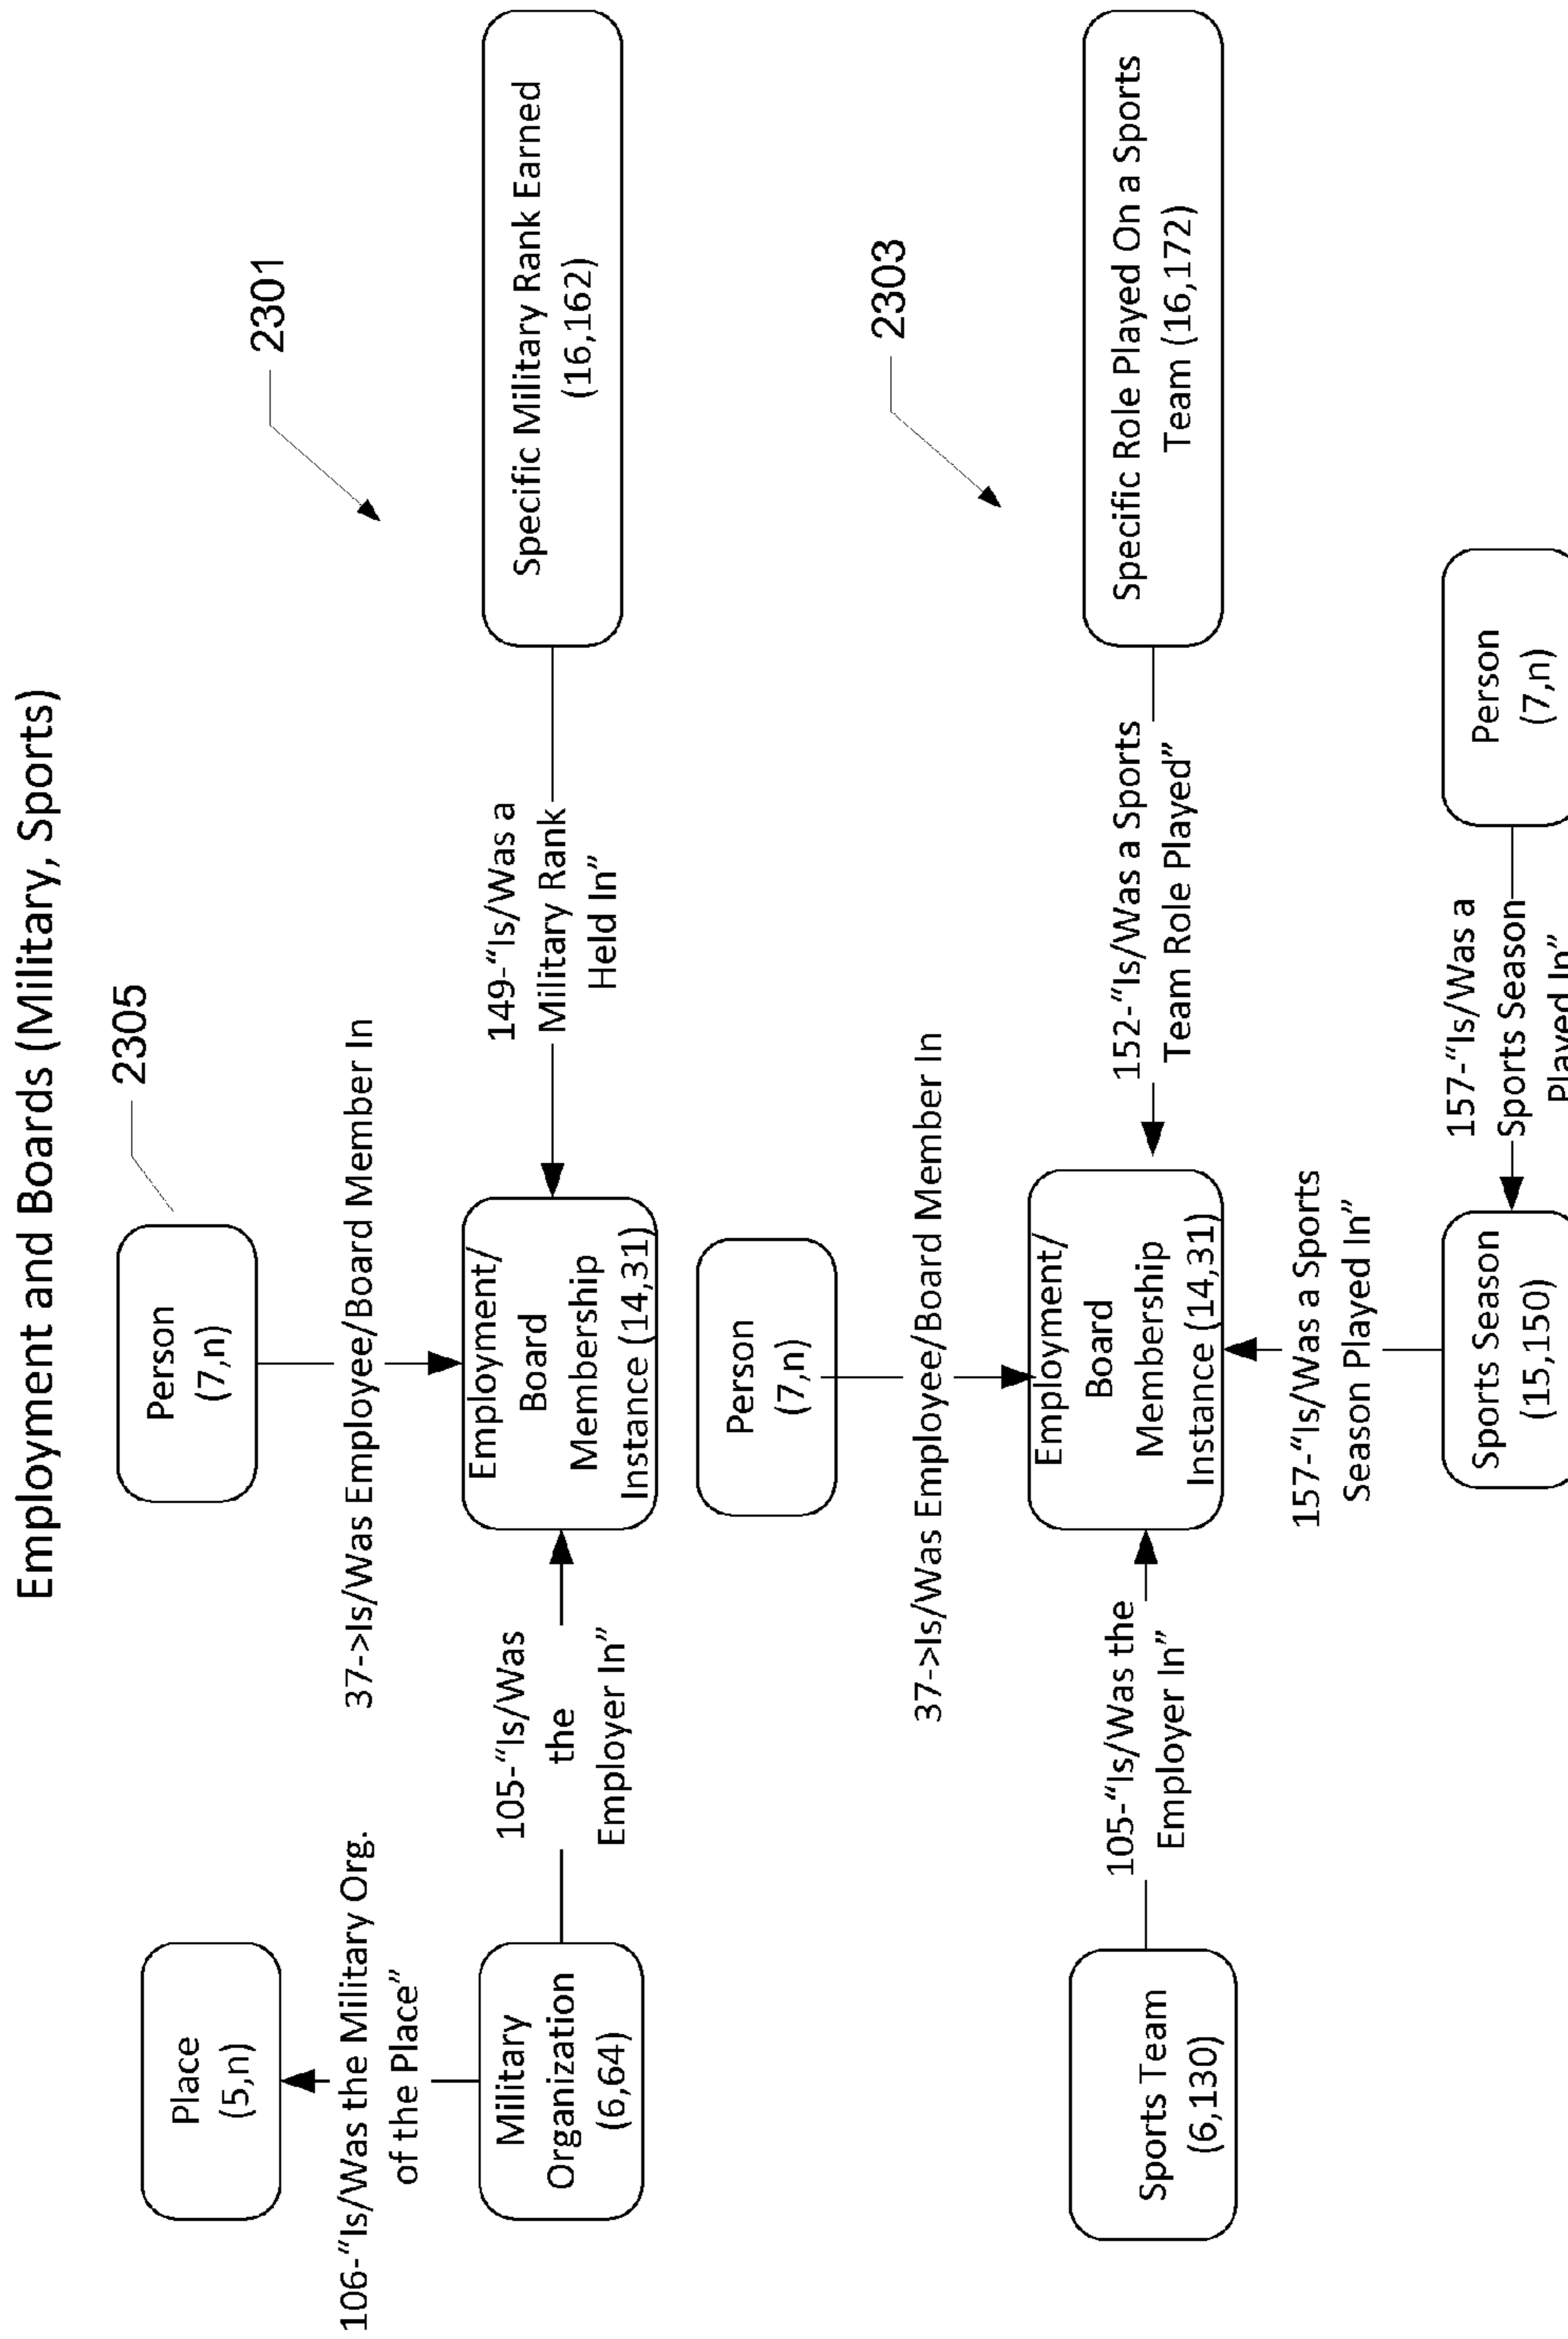 Employment and Boards (Military, Sports)
2305
2301
Place
(5,n)
Person
(7,n)
106-“Is/Was the Military Org.
of the Place”
37->Is/Was Employee/Board Member In
Military
Organization
(6,64)
105-“Is/Was
the
Employer In”
Employment/
Board
Membership
Instance (14,31)
149-“Is/Was a
Military Rank
Held In”
Specific Military Rank Earned
(16,162)
2303
Person
(7,n)
37->Is/Was Employee/Board Member In
Sports Team
(6,130)
105-“Is/Was the
Employer In”
Employment/
Board
Membership
Instance (14,31)
152-“Is/Was a Sports
Team Role Played”
Specific Role Played On a Sports
Team (16,172)
157-“Is/Was a Sports
Season Played In”
Sports Season
(15,150)
157-“Is/Was a
Sports Season
Played In”
Person
(7,n)